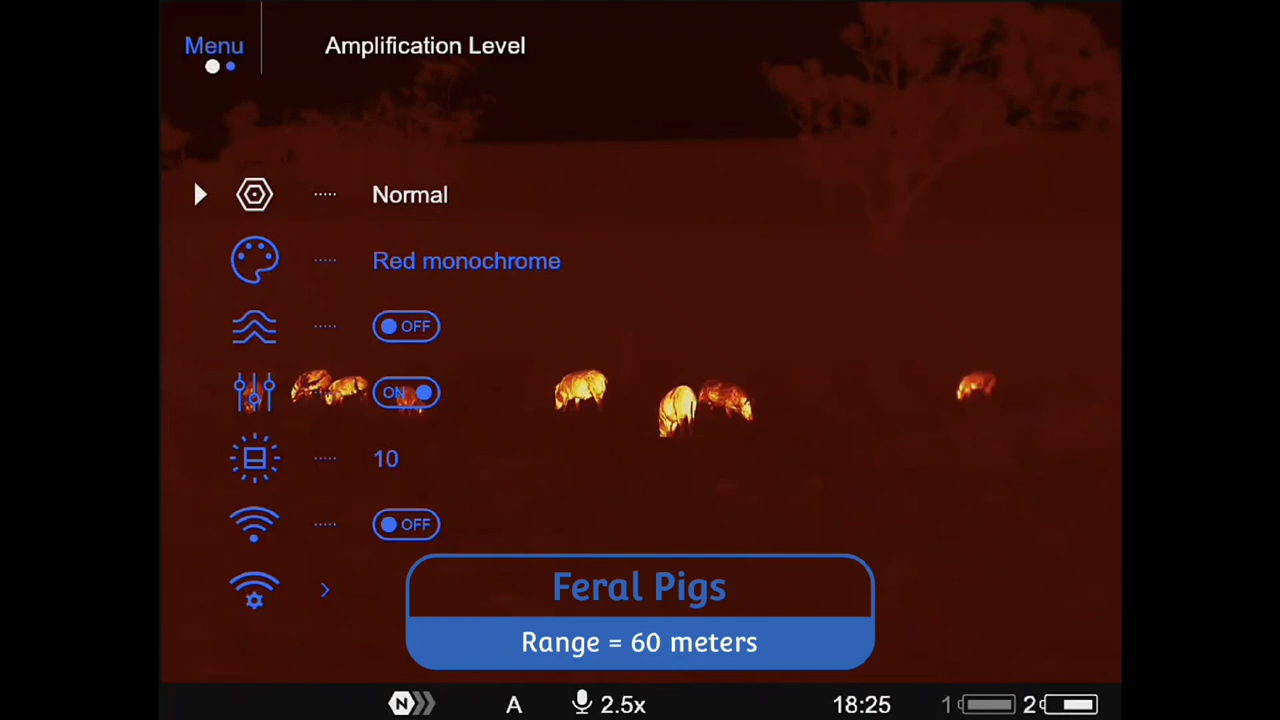 Menu
Amplification Level
Normal
Red monochrome
OFF
ON
10
OFF
Feral Pigs
Range = 60 meters
N A 2.5x 18:25 1 2